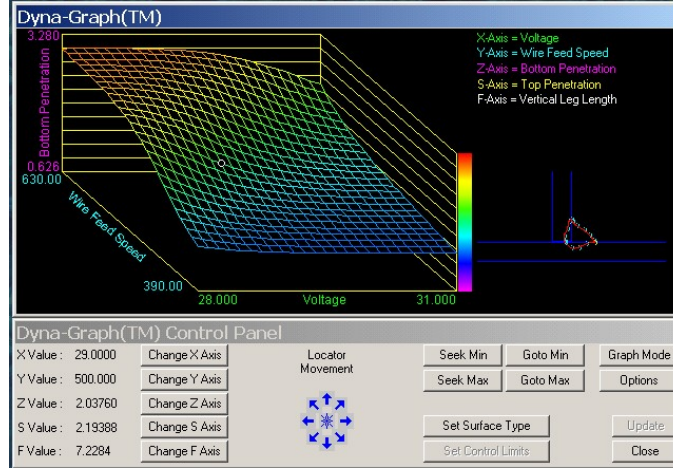 Dyna-Graph(TM)
3.280
Bottom Penetration
0.626
630.00
Wire Feed Speed
390.00
28.000
Voltage
31.000
X-Axis = Voltage
Y-Axis = Wire Feed Speed
Z-Axis = Bottom Penetration
S-Axis = Top Penetration
F-Axis = Vertical Leg Length
Dyna-Graph(TM) Control Panel
X Value : 29.0000 Change X Axis
Y Value : 500.000 Change Y Axis
Z Value : 2.03760 Change Z Axis
S Value : 2.19388 Change S Axis
F Value : 7.2284 Change F Axis
Locator
Movement
Seek Min Goto Min Graph Mode
Seek Max Goto Max Options
Set Surface Type Update
Set Control Limits Close